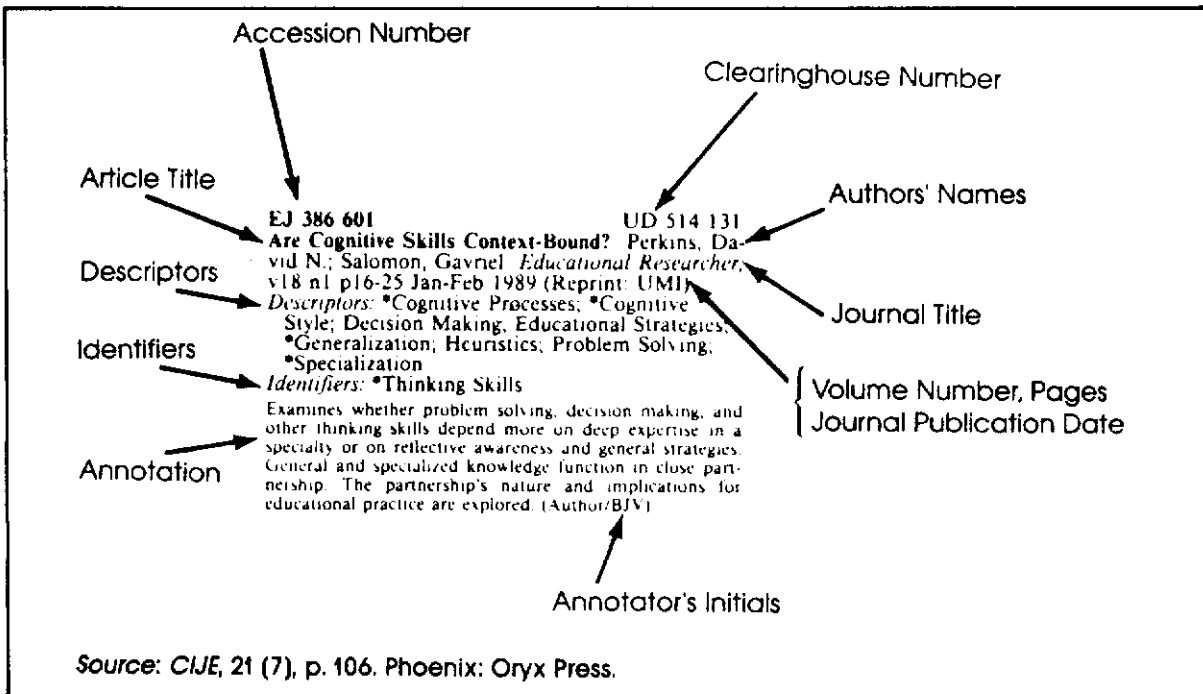 Accession Number
Clearinghouse Number
Article Title
Authors' Names
EJ 386 601 UD 514 131
Are Cognitive Skills Context-Bound? Perkins, Da-
vid N.; Salomon, Gavriel Educational Researcher,
v18 n1 p16-25 Jan-Feb 1989 (Reprint: UMI)
Descriptors
Journal Title
Descriptors: *Cognitive Processes; *Cognitive
Style; Decision Making, Educational Strategies;
*Generalization; Heuristics; Problem Solving;
*Specialization
Identifiers
Identifiers: *Thinking Skills
Volume Number, Pages
Journal Publication Date
Examines whether problem solving, decision making, and
other thinking skills depend more on deep expertise in a
specialty or on reflective awareness and general strategies.
General and specialized knowledge function in close part-
nership. The partnership's nature and implications for
educational practice are explored. (Author/BJV)
Annotation
Annotator's Initials
Source: CIJE, 21 (7), p. 106. Phoenix: Oryx Press.